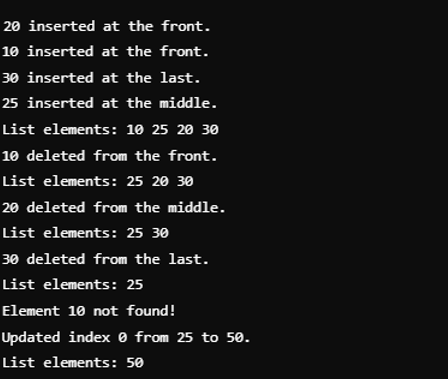 20 inserted at the front.
10 inserted at the front.
30 inserted at the last.
25 inserted at the middle.
List elements: 10 25 20 30
10 deleted from the front.
List elements: 25 20 30
20 deleted from the middle.
List elements: 25 30
30 deleted from the last.
List elements: 25
Element 10 not found!
Updated index 0 from 25 to 50.
List elements: 50